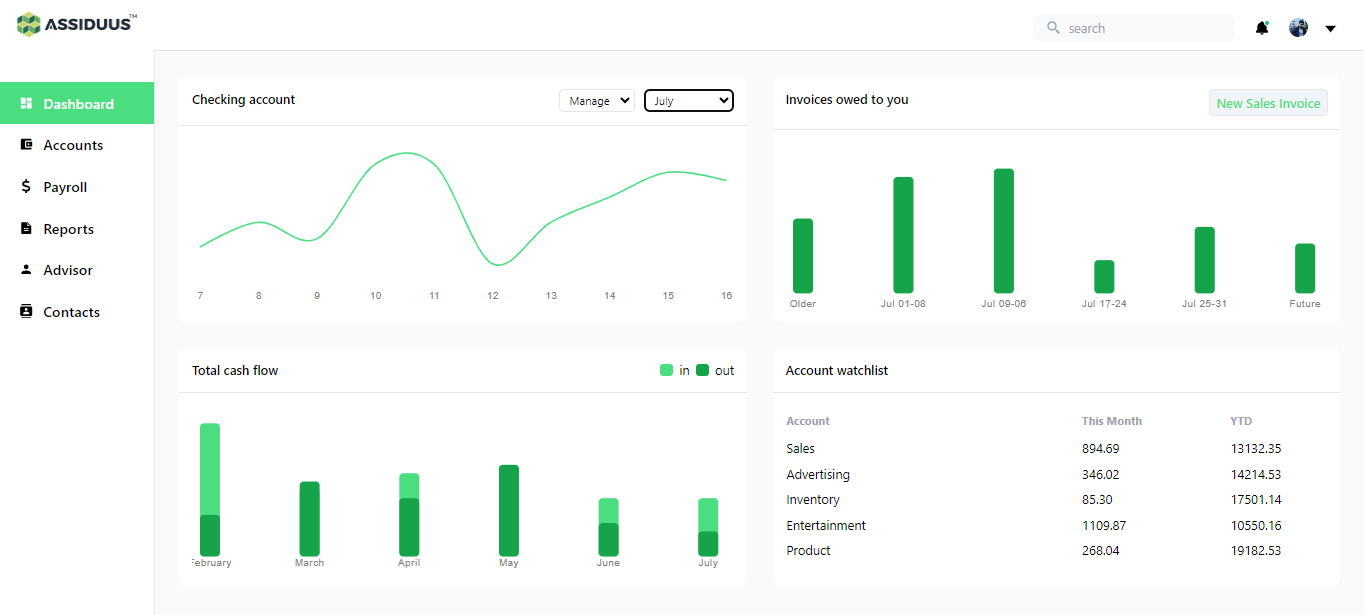 ASSIDUUS™
search
Dashboard
Accounts
Payroll
Reports
Advisor
Contacts
Checking account
Manage
July
7 8 9 10 11 12 13 14 15 16
Invoices owed to you
New Sales Invoice
Older Jul 01-08 Jul 09-06 Jul 17-24 Jul 25-31 Future
Total cash flow
in out
February March April May June July
Account watchlist
Account This Month YTD
Sales 894.69 13132.35
Advertising 346.02 14214.53
Inventory 85.30 17501.14
Entertainment 1109.87 10550.16
Product 268.04 19182.53